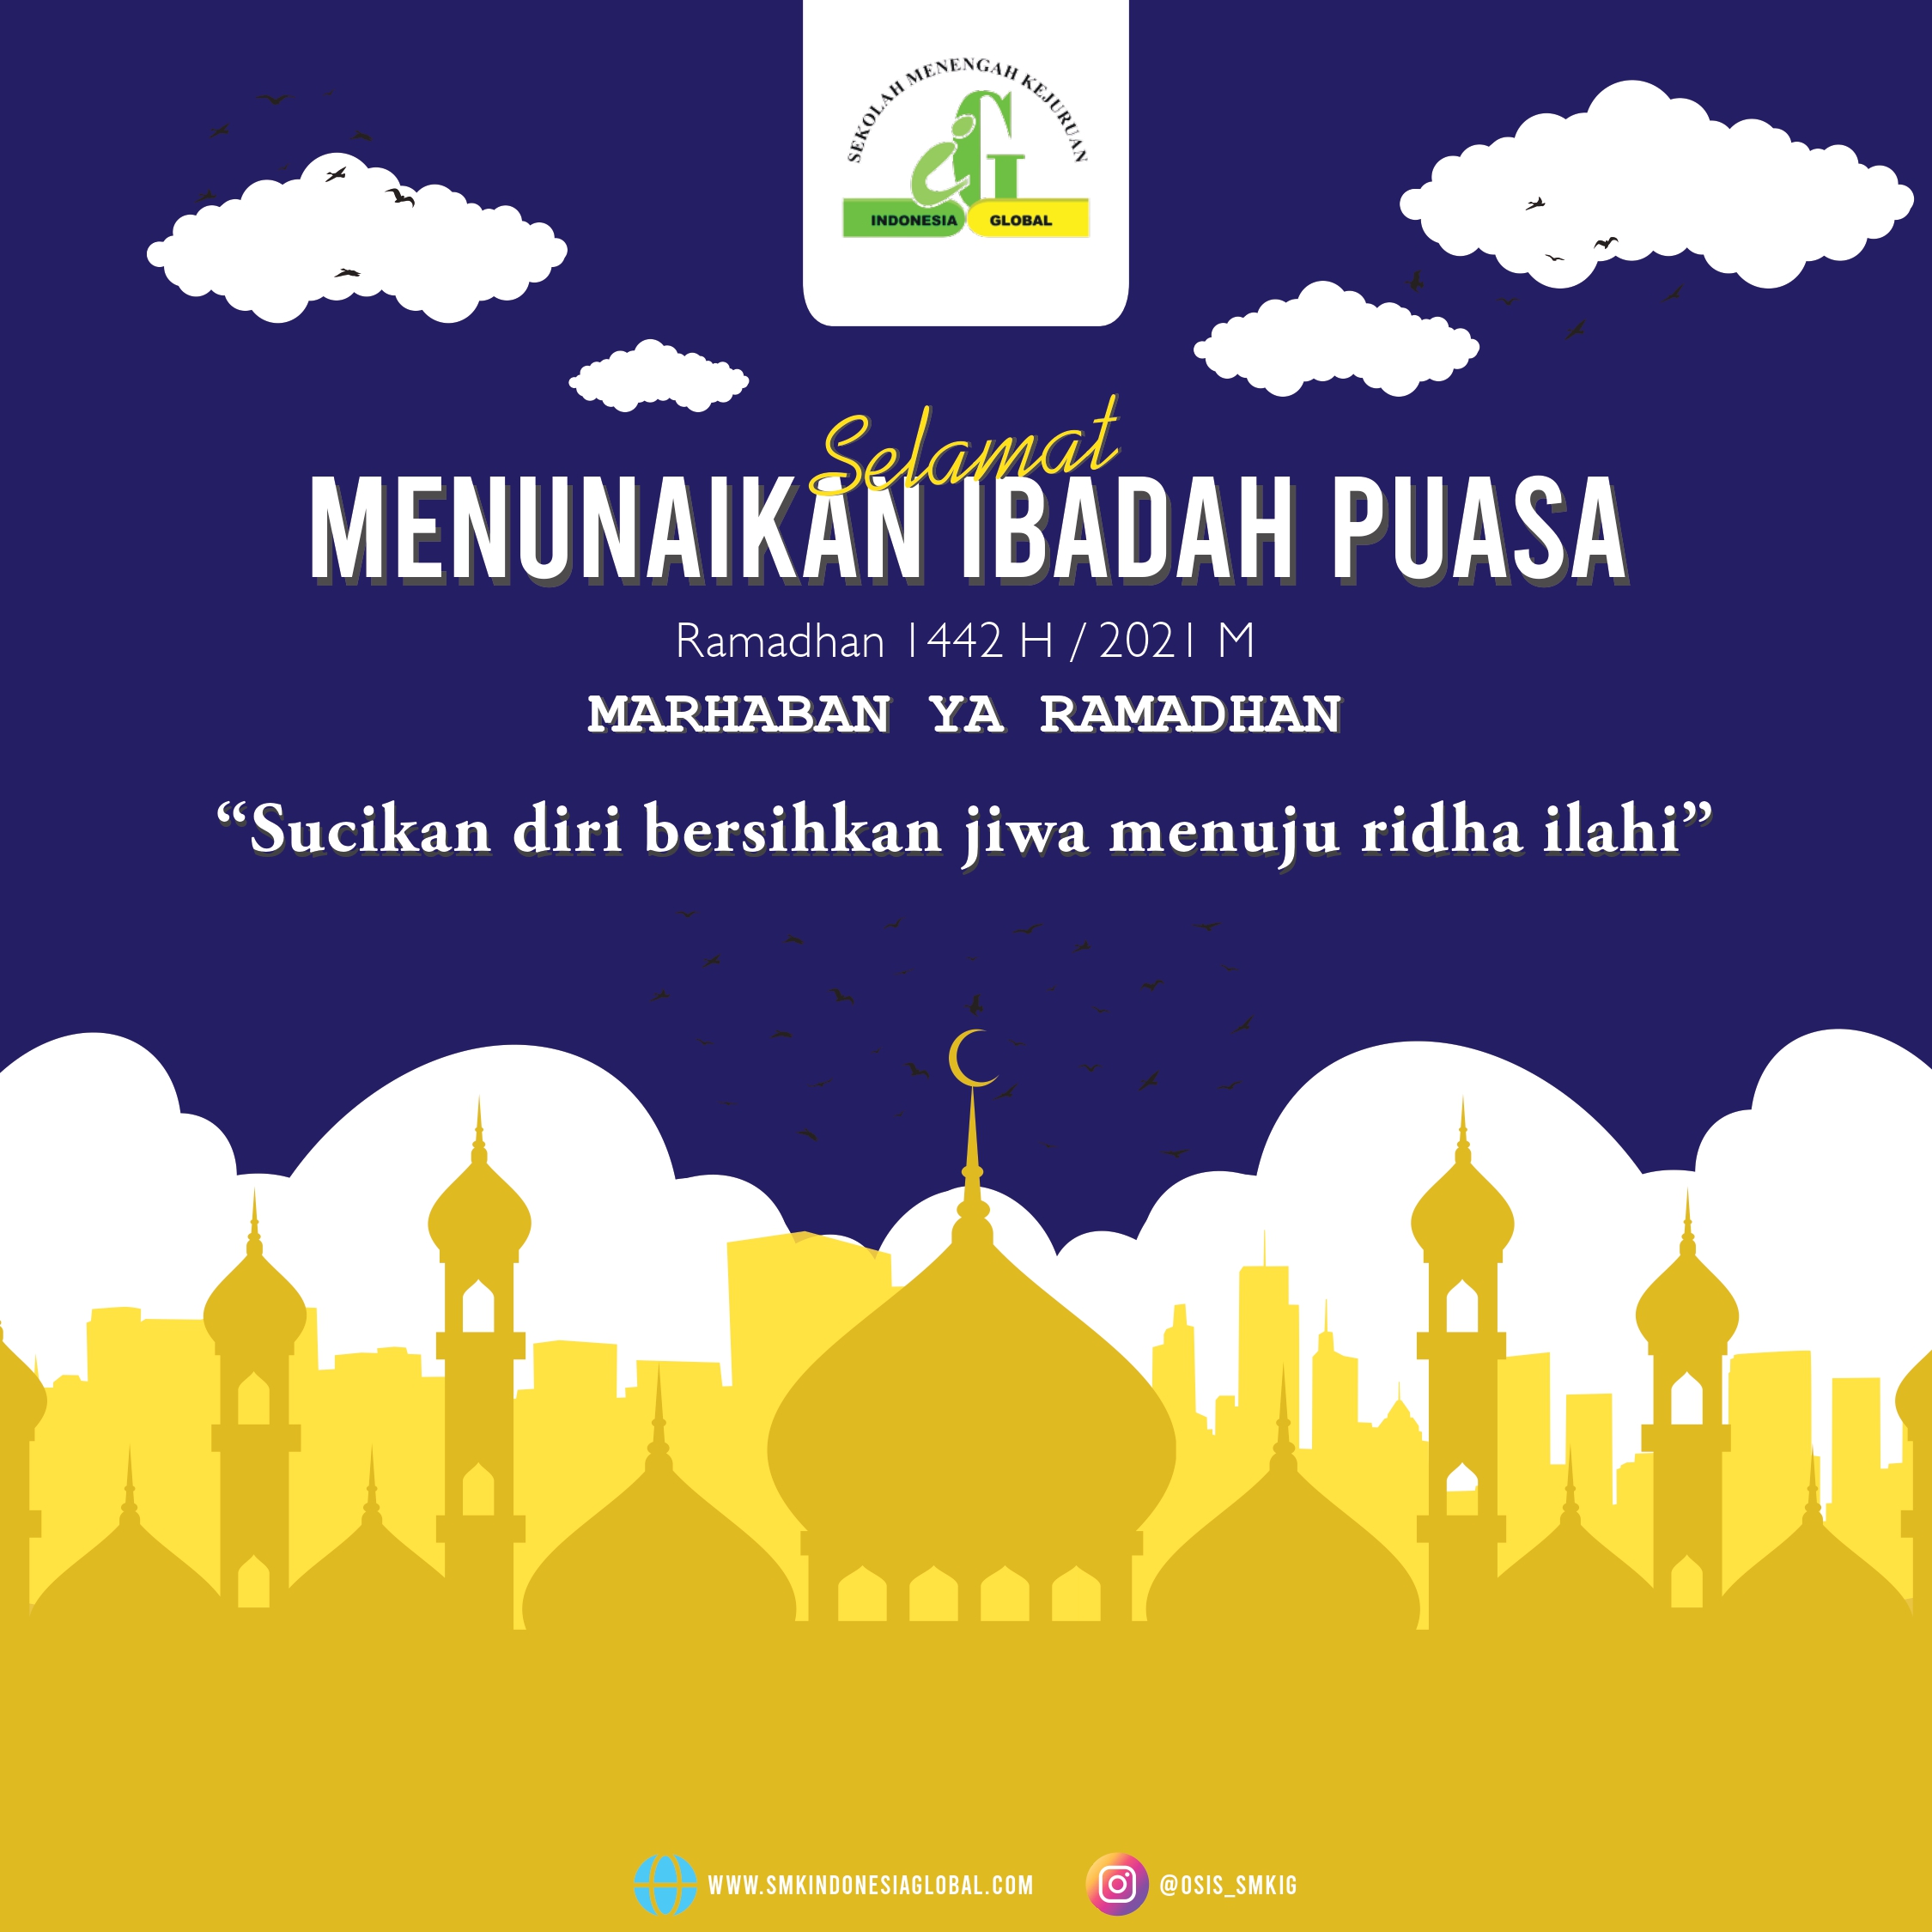 SEKOLAH MENENGAH KEJURUAN
INDONESIA GLOBAL
Selamat
MENUNAIKAN IBADAH PUASA
Ramadhan 1442 H / 2021 M
MARHABAN YA RAMADHAN
“Sucikan diri bersihkan jiwa menuju ridha ilahi”
WWW.SMKINDONESIAGLOBAL.COM @OSIS_SMKIG